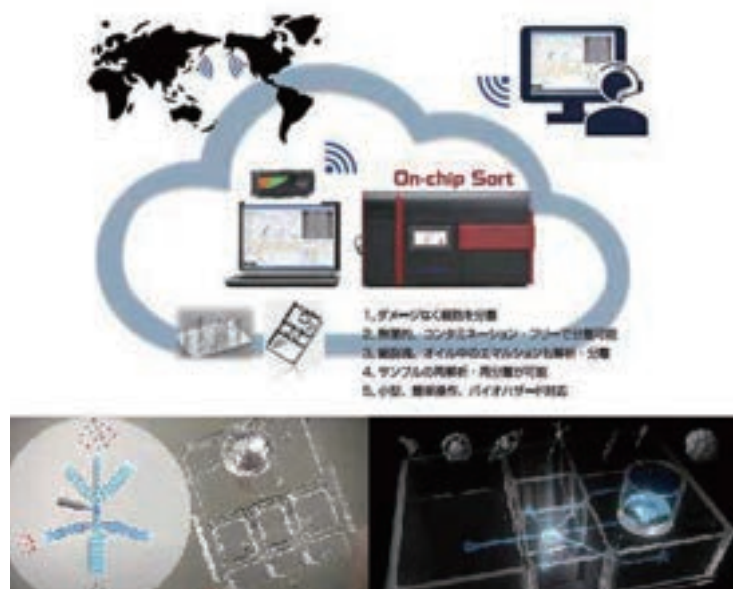 On-chip Sort
1、ダメージなく細胞を分離
2、無菌的、コンタミネーション・フリーで分離可能
3、細胞塊、オイル中のエマルションも解析・分離
4、サンプルの再解析・再分離が可能
5、小型、簡単操作、バイオハザード対応